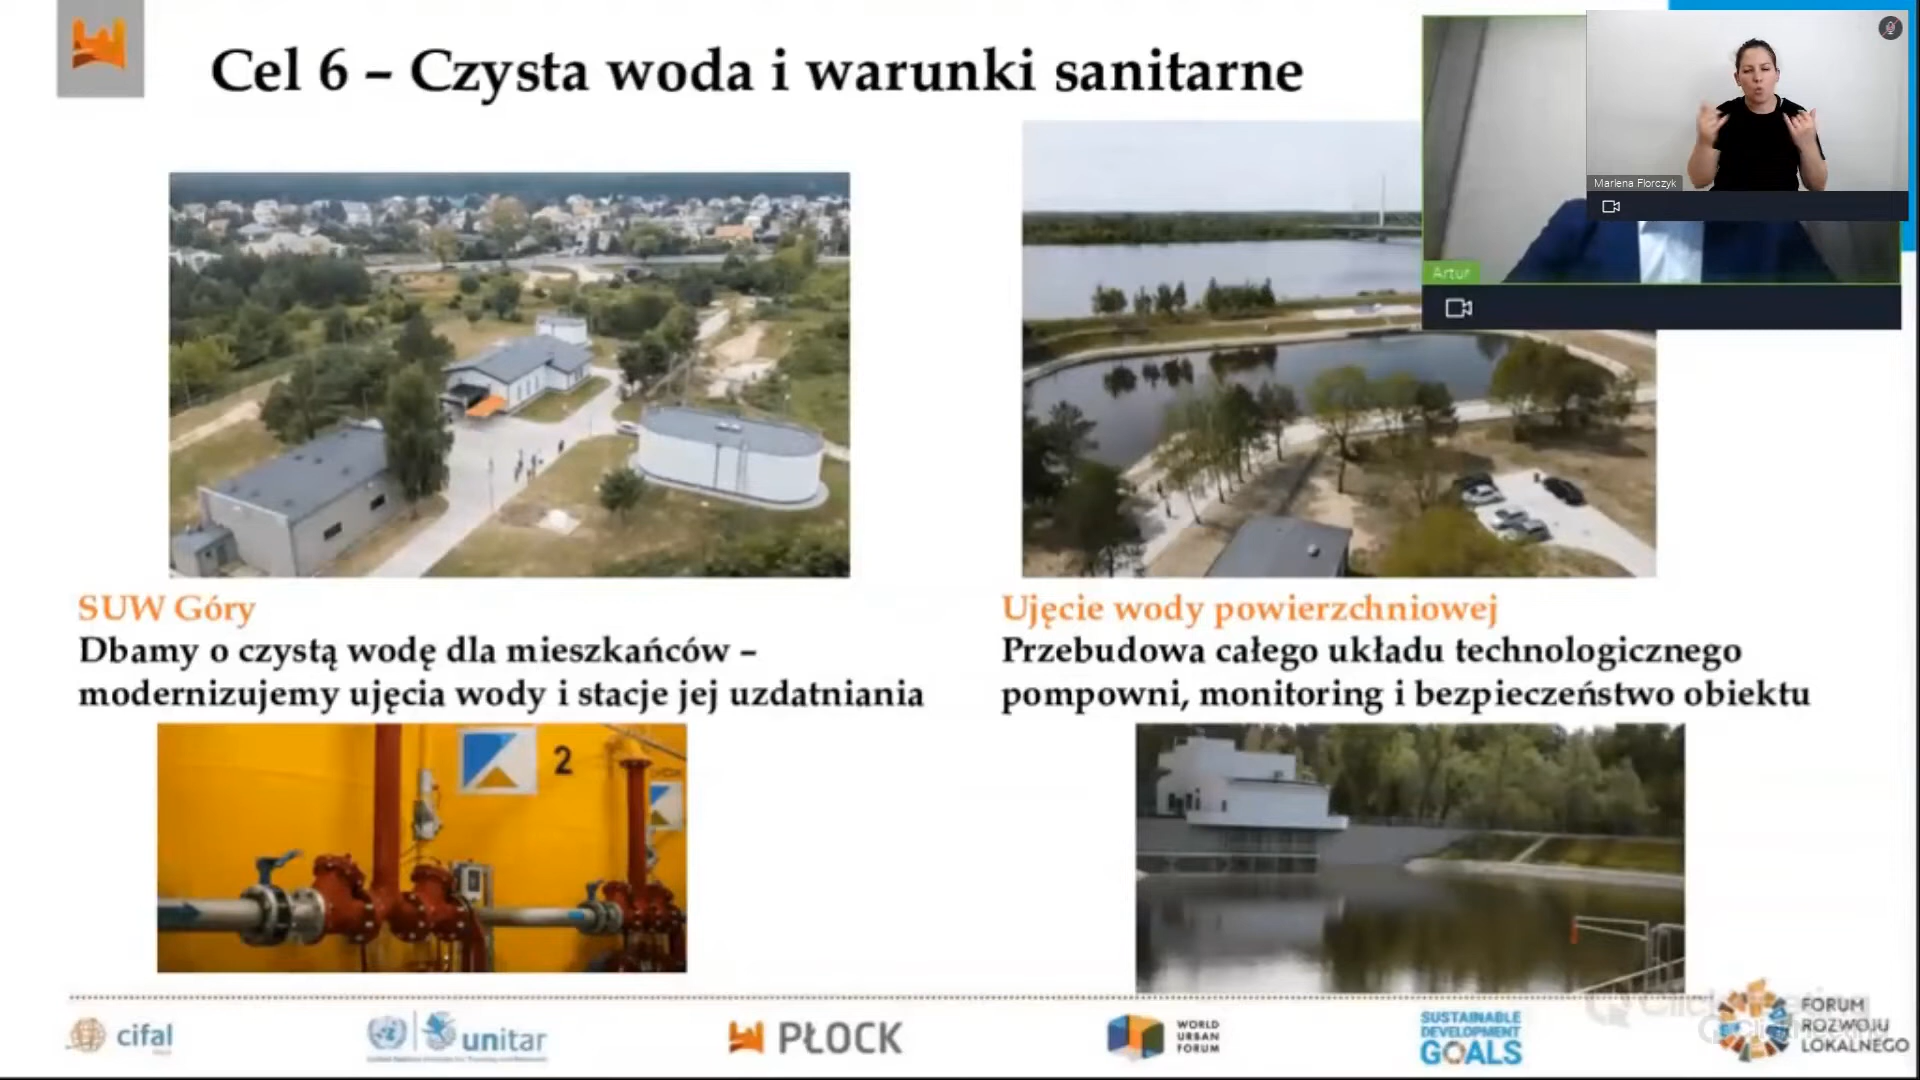 Cel 6 – Czysta woda i warunki sanitarne
Marlena Florczyk
Artur
SUW Góry
Dbamy o czystą wodę dla mieszkańców –
modernizujemy ujęcia wody i stacje jej uzdatniania
Ujęcie wody powierzchniowej
Przebudowa całego układu technologicznego
pompowni, monitoring i bezpieczeństwo obiektu
2
cifal
unitar
PŁOCK
WORLD
URBAN
FORUM
SUSTAINABLE
DEVELOPMENT
GOALS
FORUM
ROZWOJU
LOKALNEGO